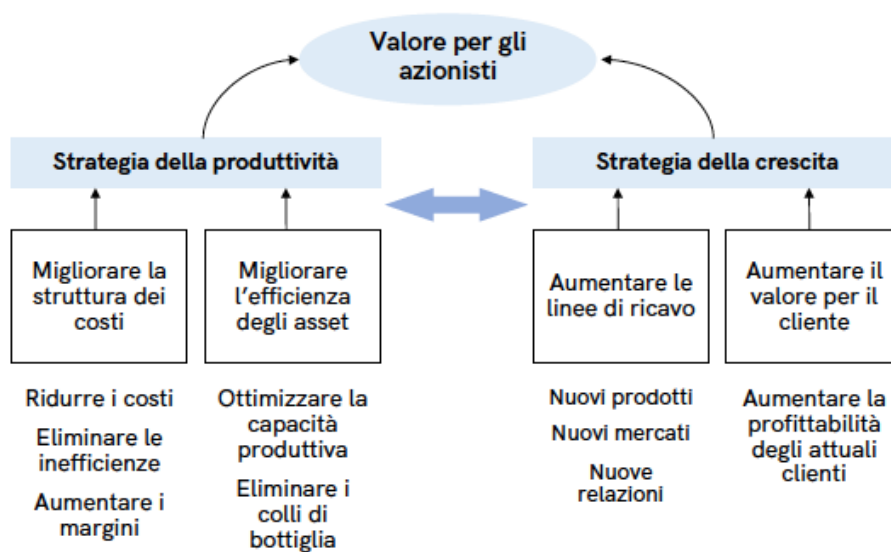 Valore per gli
azionisti
Strategia della produttività
Strategia della crescita
Migliorare la
struttura dei
costi
Migliorare
l'efficienza
degli asset
Aumentare le
linee di ricavo
Aumentare il
valore per il
cliente
Ridurre i costi
Eliminare le
inefficienze
Aumentare i
margini
Ottimizzare la
capacità
produttiva
Eliminare i
colli di
bottiglia
Nuovi prodotti
Nuovi mercati
Nuove
relazioni
Aumentare la
profittabilità
degli attuali
clienti